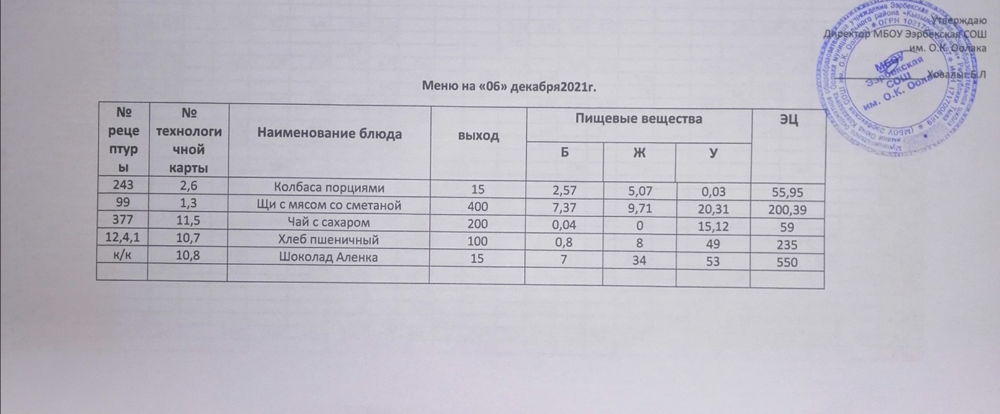 Утверждаю
Директор МБОУ Ээрбекская СОШ
им. О.К. Оолака
Ховалыг Б.Л
МБОУ
Ээрбекская
СОШ
им. О.К. Оолака
Меню на «06» декабря2021г.
№ рецептуры № технологичной карты Наименование блюда выход Пищевые вещества ЭЦ
Б Ж У
243 2,6 Колбаса порциями 15 2,57 5,07 0,03 55,95
99 1,3 Щи с мясом со сметаной 400 7,37 9,71 20,31 200,39
377 11,5 Чай с сахаром 200 0,04 0 15,12 59
12,4,1 10,7 Хлеб пшеничный 100 0,8 8 49 235
к/к 10,8 Шоколад Аленка 15 7 34 53 550